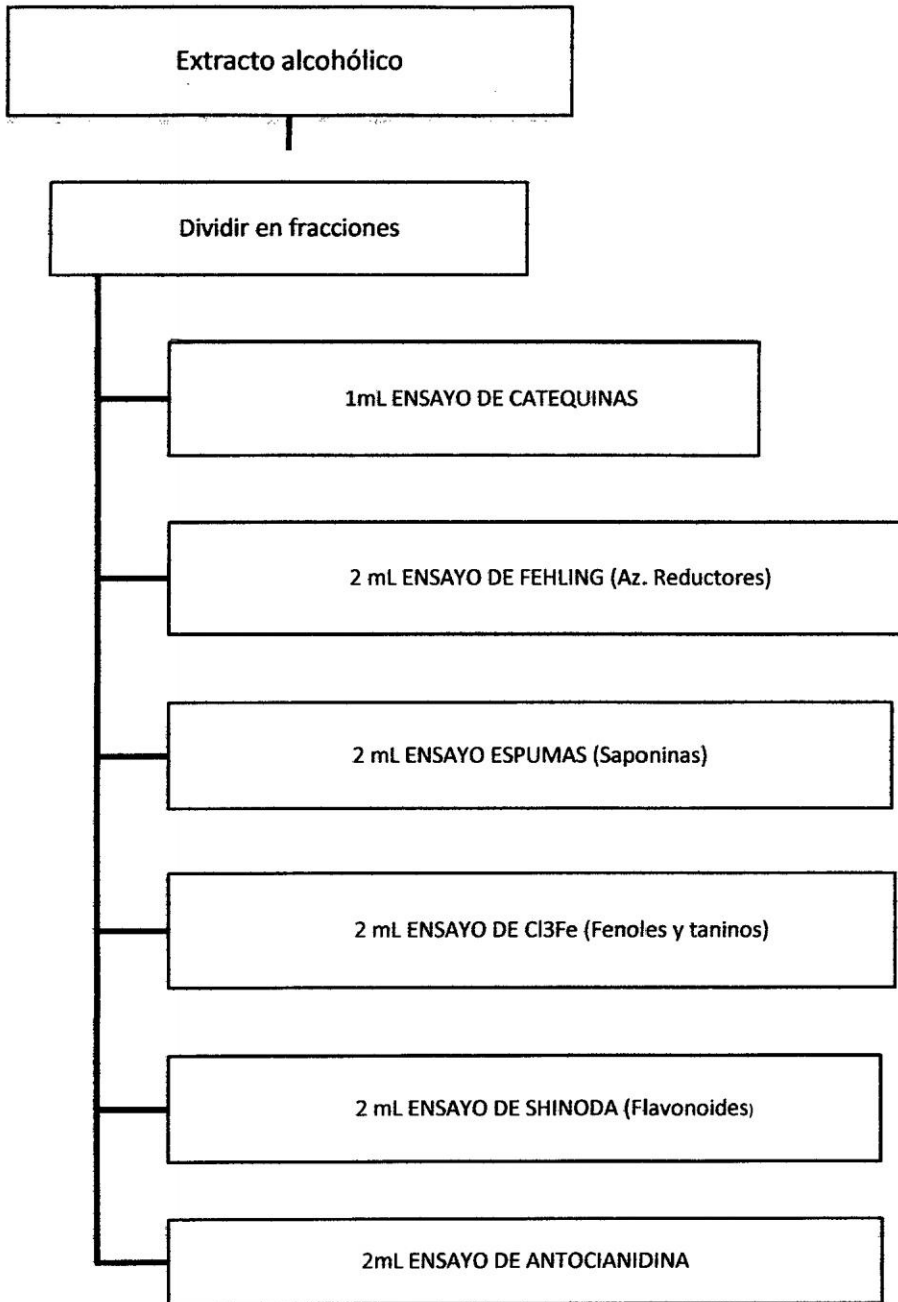 Extracto alcohólico
Dividir en fracciones
1mL ENSAYO DE CATEQUINAS
2 mL ENSAYO DE FEHLING (Az. Reductores)
2 mL ENSAYO ESPUMAS (Saponinas)
2 mL ENSAYO DE Cl3Fe (Fenoles y taninos)
2 mL ENSAYO DE SHINODA (Flavonoides)
2mL ENSAYO DE ANTOCIANIDINA